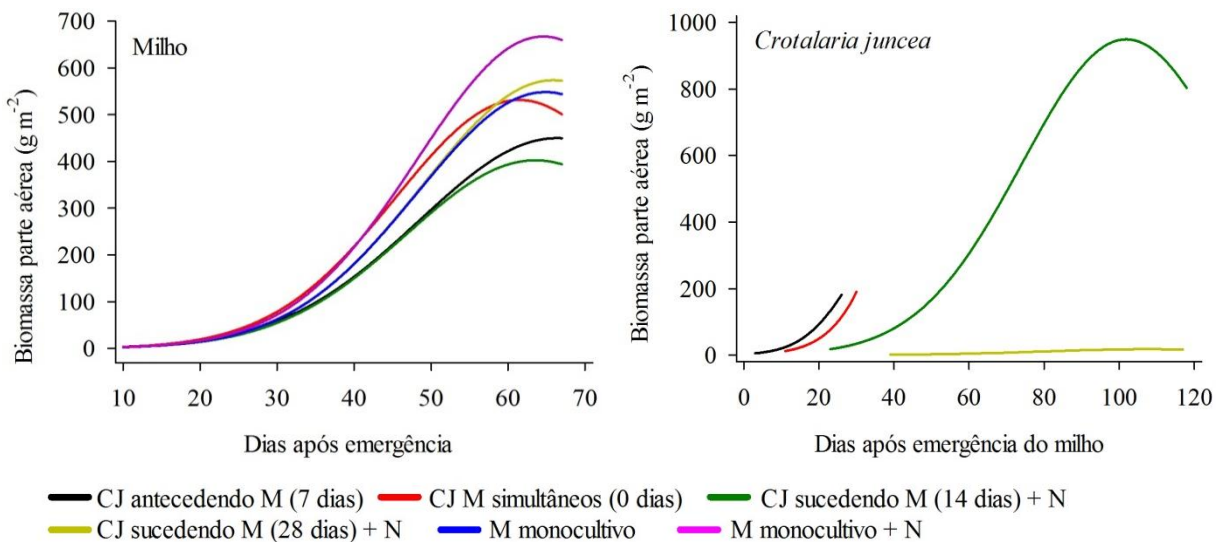 Milho
Biomassa parte aérea (g m⁻²)
700
600
500
400
300
200
100
0
10 20 30 40 50 60 70
Dias após emergência
Crotalaria juncea
Biomassa parte aérea (g m⁻²)
1000
800
600
400
200
0
0 20 40 60 80 100 120
Dias após emergência do milho
CJ antecedendo M (7 dias) CJ M simultâneos (0 dias) CJ sucedendo M (14 dias) + N
CJ sucedendo M (28 dias) + N M monocultivo M monocultivo + N